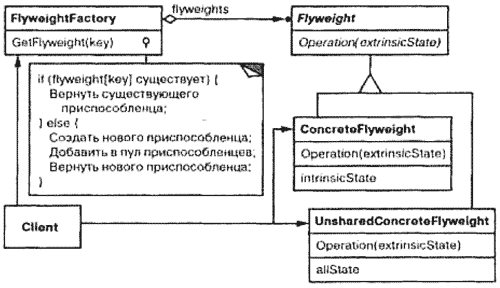 FlyweightFactory
GetFlyweight(key)
flyweights
Flyweight
Operation(extrinsicState)
if (flyweight[key] существует) {
Вернуть существующего
приспособленца;
} else {
Создать нового приспособленца;
Добавить в пул приспособленцев;
Вернуть нового приспособленца;
}
ConcreteFlyweight
Operation(extrinsicState)
intrinsicState
Client
UnsharedConcreteFlyweight
Operation(extrinsicState)
allState